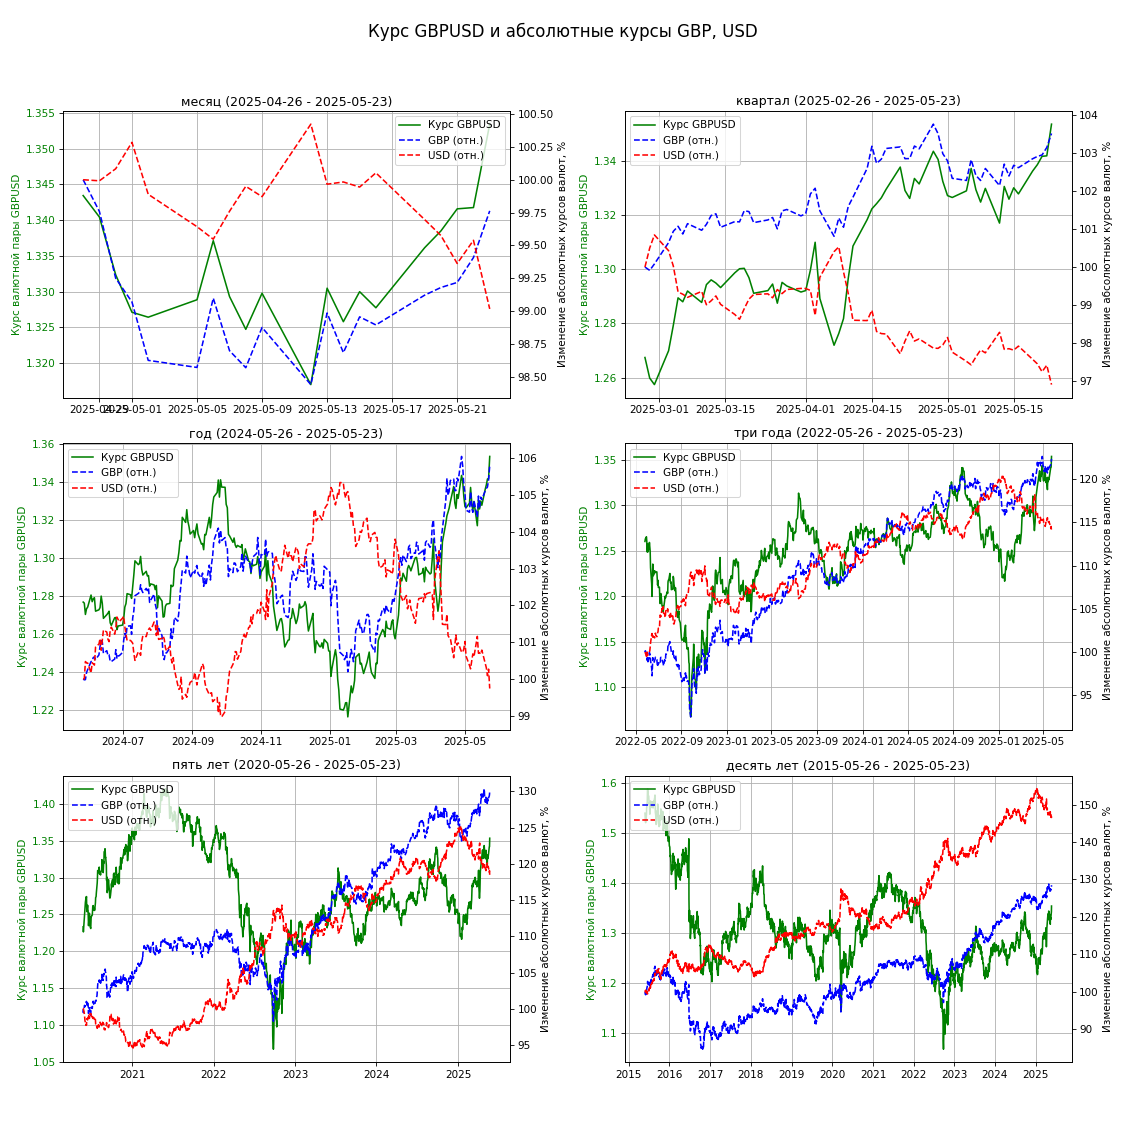 Курс GBPUSD и абсолютные курсы GBP, USD
месяц (2025-04-26 - 2025-05-23)
Курс валютной пары GBPUSD
1.355
1.350
1.345
1.340
1.335
1.330
1.325
1.320
Курс GBPUSD
GBP (отн.)
USD (отн.)
100.50
100.25
100.00
99.75
99.50
99.25
99.00
98.75
98.50
Изменение абсолютных курсов валют, %
2025-04-29 2025-05-01 2025-05-05 2025-05-09 2025-05-13 2025-05-17 2025-05-21
квартал (2025-02-26 - 2025-05-23)
Курс валютной пары GBPUSD
1.34
1.32
1.30
1.28
1.26
Курс GBPUSD
GBP (отн.)
USD (отн.)
104
103
102
101
100
99
98
97
Изменение абсолютных курсов валют, %
2025-03-01 2025-03-15 2025-04-01 2025-04-15 2025-05-01 2025-05-15
год (2024-05-26 - 2025-05-23)
Курс валютной пары GBPUSD
1.36
1.34
1.32
1.30
1.28
1.26
1.24
1.22
Курс GBPUSD
GBP (отн.)
USD (отн.)
106
105
104
103
102
101
100
99
Изменение абсолютных курсов валют, %
2024-07 2024-09 2024-11 2025-01 2025-03 2025-05
три года (2022-05-26 - 2025-05-23)
Курс валютной пары GBPUSD
1.35
1.30
1.25
1.20
1.15
1.10
Курс GBPUSD
GBP (отн.)
USD (отн.)
120
115
110
105
100
95
Изменение абсолютных курсов валют, %
2022-05 2022-09 2023-01 2023-05 2023-09 2024-01 2024-05 2024-09 2025-01 2025-05
пять лет (2020-05-26 - 2025-05-23)
Курс валютной пары GBPUSD
1.40
1.35
1.30
1.25
1.20
1.15
1.10
1.05
Курс GBPUSD
GBP (отн.)
USD (отн.)
130
125
120
115
110
105
100
95
Изменение абсолютных курсов валют, %
2021 2022 2023 2024 2025
десять лет (2015-05-26 - 2025-05-23)
Курс валютной пары GBPUSD
1.6
1.5
1.4
1.3
1.2
1.1
Курс GBPUSD
GBP (отн.)
USD (отн.)
150
140
130
120
110
100
90
Изменение абсолютных курсов валют, %
2015 2016 2017 2018 2019 2020 2021 2022 2023 2024 2025